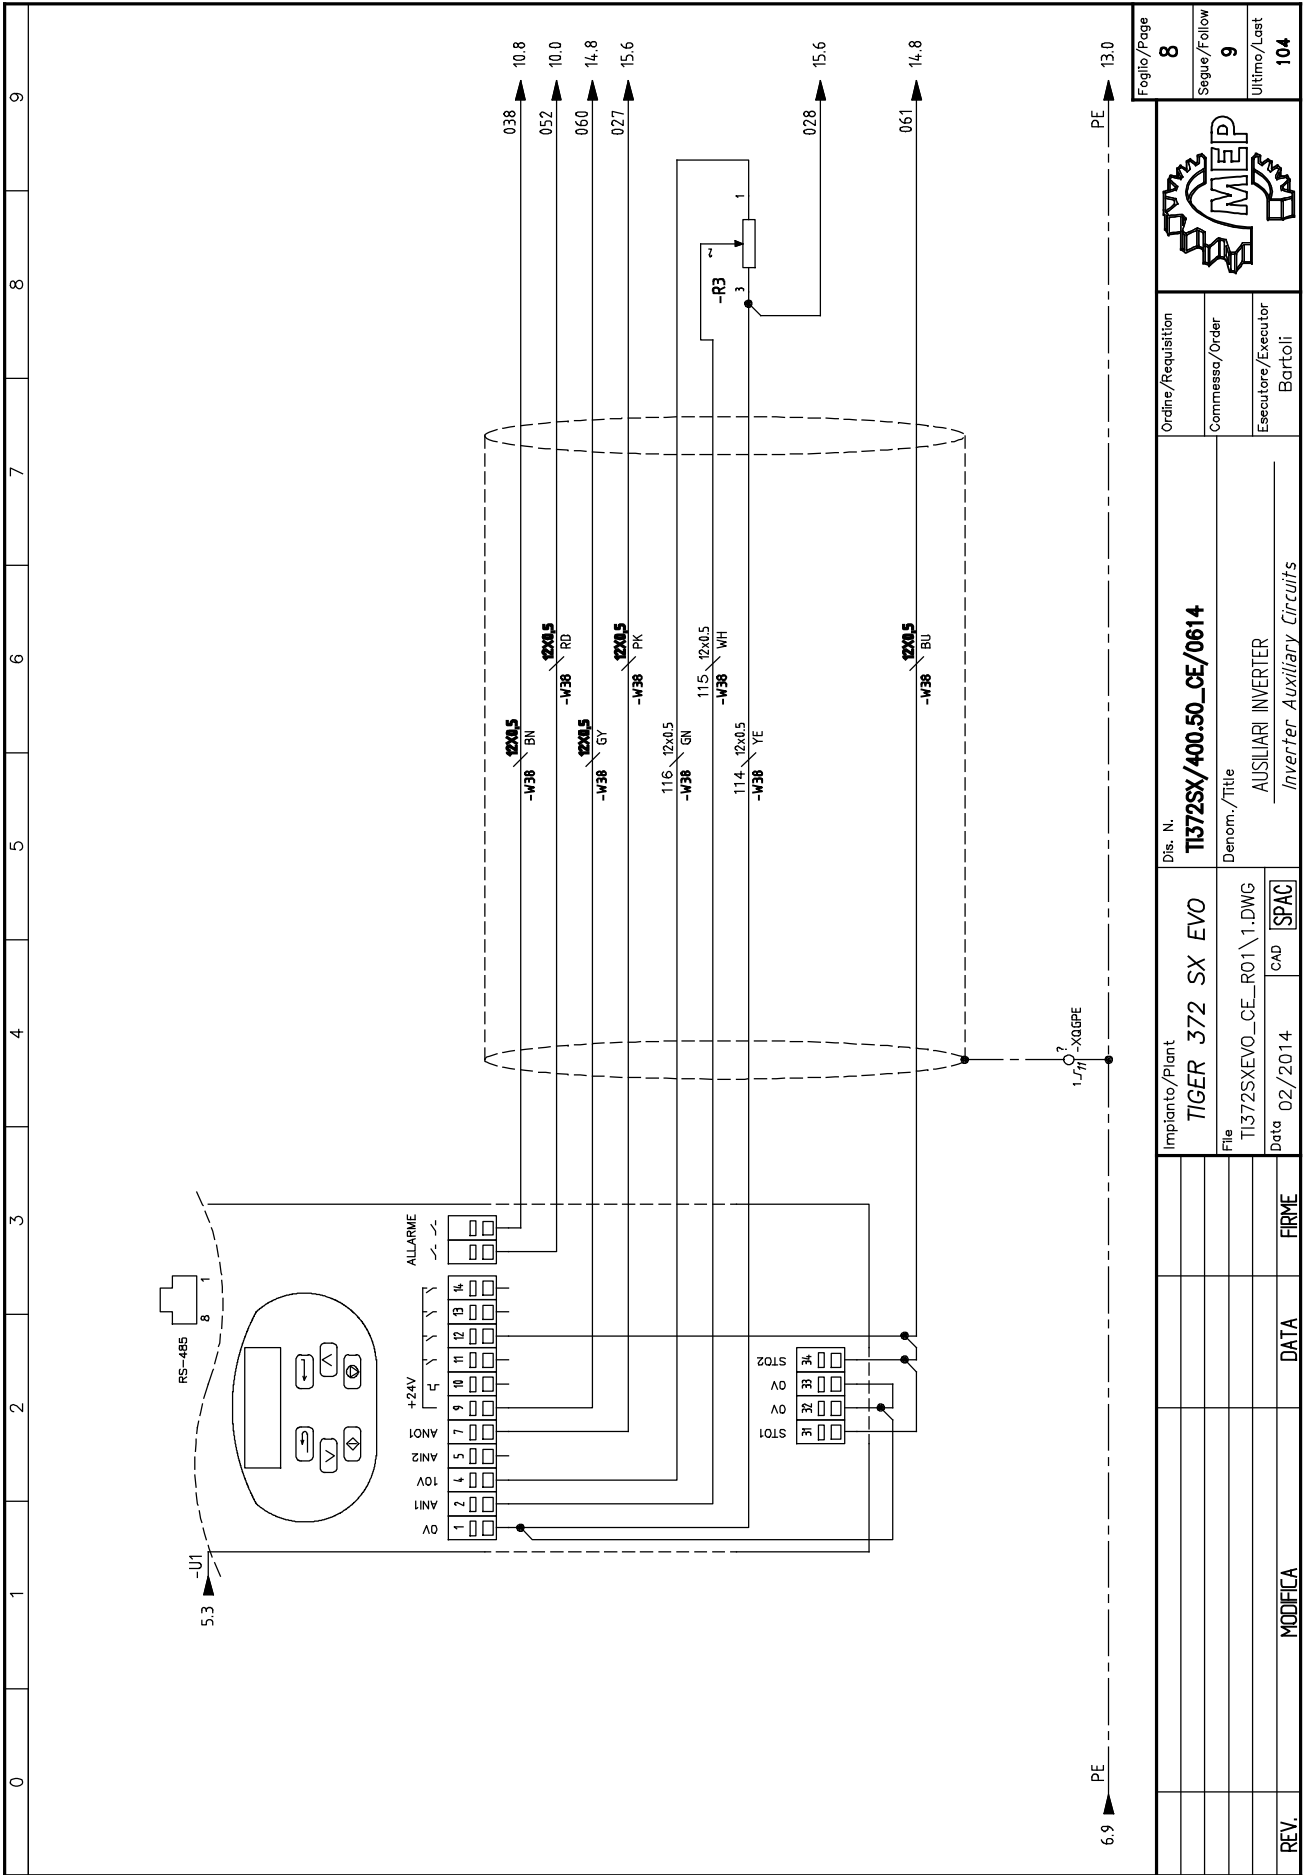 0 1 2 3 4 5 6 7 8 9
5.3
-U1
RS-485
8 1
0V ANI1 10V ANI2 ANO1 +24V ALLARME
1 2 4 5 7 9 10 11 12 13 14
STO1 0V 0V STO2
31 32 33 34
-W38 12X0,5 BN 038 10.8
-W38 12X0,5 RD 052 10.0
-W38 12X0,5 GY 060 14.8
-W38 12X0,5 PK 027 15.6
116 12x0.5
-W38 GN
115 12x0.5
-W38 WH
114 12x0.5
-W38 YE
-R3
1
2
3
028 15.6
-W38 12X0,5 BU 061 14.8
1 11 ? -XQGPE
6.9 PE PE 13.0
REV. MODIFICA DATA FIRME
Impianto/Plant
TIGER 372 SX EVO
File
TI372SXEVO_CE_R01\1.DWG
Data 02/2014 CAD SPAC
Dis. N.
TI372SX/400.50_CE/0614
Denom./Title
AUSILIARI INVERTER
Inverter Auxiliary Circuits
Ordine/Requisition
Commessa/Order
Esecutore/Executor
Bartoli
MEP
Foglio/Page
8
Segue/Follow
9
Ultimo/Last
104